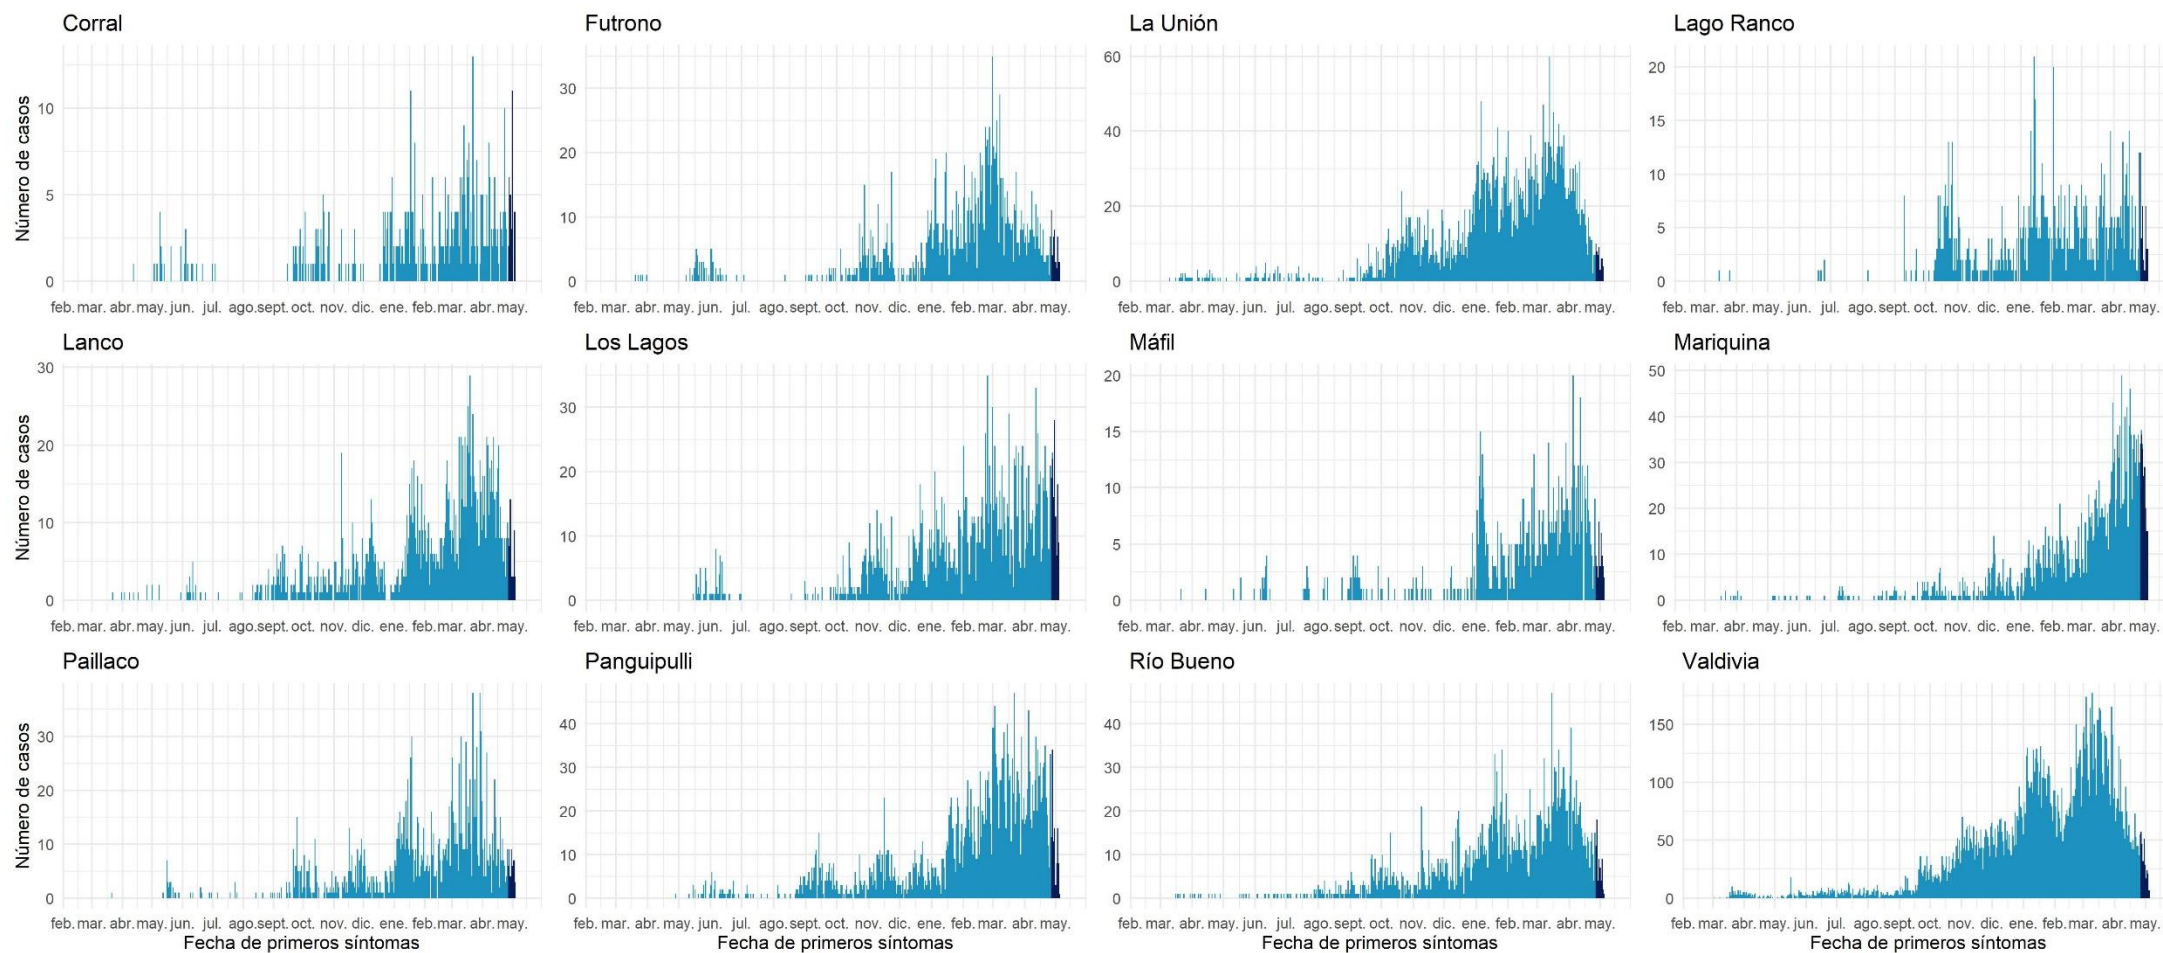 Corral
Futrono
La Unión
Lago Ranco
Número de casos
10
5
0
30
20
10
0
60
40
20
0
20
15
10
5
0
feb. mar. abr. may. jun. jul. ago. sept. oct. nov. dic. ene. feb. mar. abr. may.
feb. mar. abr. may. jun. jul. ago. sept. oct. nov. dic. ene. feb. mar. abr. may.
feb. mar. abr. may. jun. jul. ago. sept. oct. nov. dic. ene. feb. mar. abr. may.
feb. mar. abr. may. jun. jul. ago. sept. oct. nov. dic. ene. feb. mar. abr. may.
Lanco
Los Lagos
Máfil
Mariquina
Número de casos
30
20
10
0
30
20
10
0
20
15
10
5
0
50
40
30
20
10
0
feb. mar. abr. may. jun. jul. ago. sept. oct. nov. dic. ene. feb. mar. abr. may.
feb. mar. abr. may. jun. jul. ago. sept. oct. nov. dic. ene. feb. mar. abr. may.
feb. mar. abr. may. jun. jul. ago. sept. oct. nov. dic. ene. feb. mar. abr. may.
feb. mar. abr. may. jun. jul. ago. sept. oct. nov. dic. ene. feb. mar. abr. may.
Paillaco
Panguipulli
Río Bueno
Valdivia
Número de casos
30
20
10
0
40
30
20
10
0
40
30
20
10
0
150
100
50
0
feb. mar. abr. may. jun. jul. ago. sept. oct. nov. dic. ene. feb. mar. abr. may.
feb. mar. abr. may. jun. jul. ago. sept. oct. nov. dic. ene. feb. mar. abr. may.
feb. mar. abr. may. jun. jul. ago. sept. oct. nov. dic. ene. feb. mar. abr. may.
feb. mar. abr. may. jun. jul. ago. sept. oct. nov. dic. ene. feb. mar. abr. may.
Fecha de primeros síntomas
Fecha de primeros síntomas
Fecha de primeros síntomas
Fecha de primeros síntomas